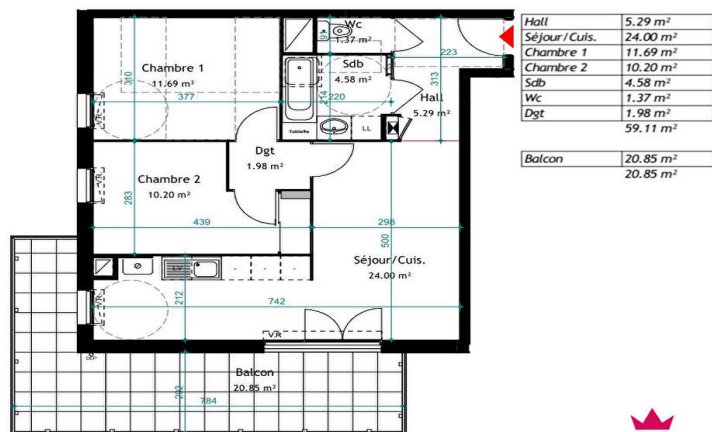 Hall 5.29 m²
Séjour/Cuis. 24.00 m²
Chambre 1 11.69 m²
Chambre 2 10.20 m²
Sdb 4.58 m²
Wc 1.37 m²
Dgt 1.98 m²
59.11 m²
Balcon 20.85 m²
20.85 m²
Wc
1.37 m²
223
Sdb
4.58 m²
Chambre 1
11.69 m²
310
377
214
220
313
Hall
5.29 m²
V.R
Tablette
LL
Dgt
1.98 m²
Chambre 2
10.20 m²
V.R
283
439
298
500
Séjour/Cuis.
24.00 m²
LV
V.R
212
742
V.R
DEP
Balcon
20.85 m²
202
784